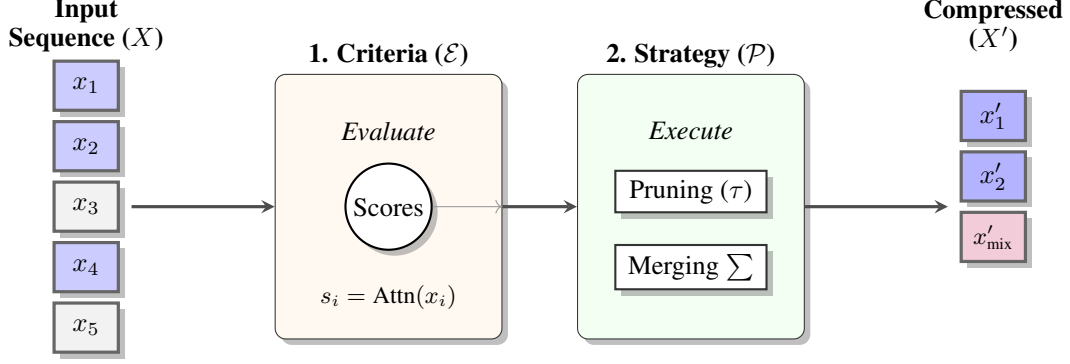 Input
Sequence (X)
x₁
x₂
x₃
x₄
x₅
1. Criteria (ℰ)
Evaluate
Scores
sᵢ = Attn(xᵢ)
2. Strategy (𝒫)
Execute
Pruning (τ)
Merging ∑
Compressed
(X′)
x′₁
x′₂
x′_mix